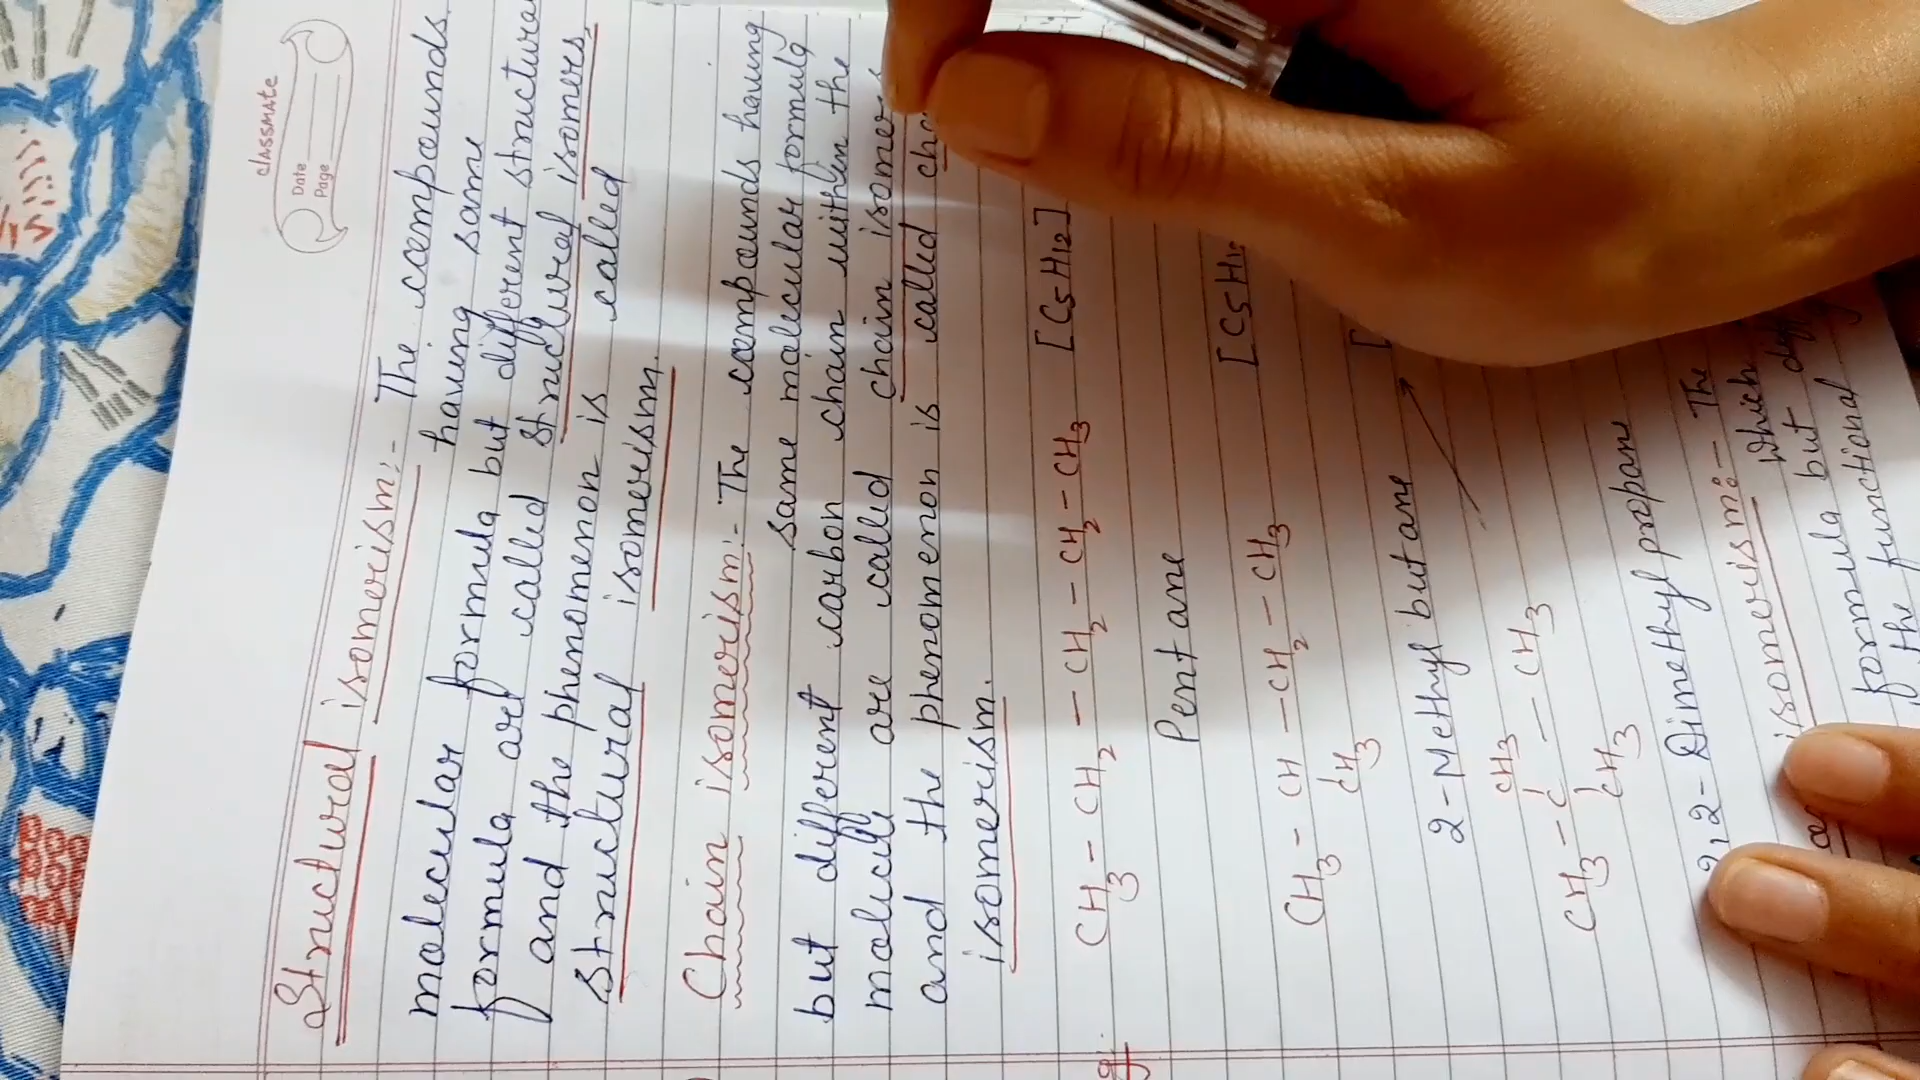 classmate
Date
Page
Structural isomerism:- The compounds
having same
molecular formula but different structural
formula are called structural isomers
and the phenomenon is called
structural isomerism.
Chain isomerism:- The compounds having
same molecular formula
but different carbon chain within the
molecule are called chain isomers
and the phenomenon is called
isomerism.
eg.
CH3 - CH2 - CH2 - CH2 - CH3 [C5H12]
Pentane
CH3 - CH - CH2 - CH3 [C5H
CH3
2-Methyl butane
CH3
CH3 - C - CH3
CH3
2,2-Dimethyl propane
isomerism:- The
which
formula but
the functional